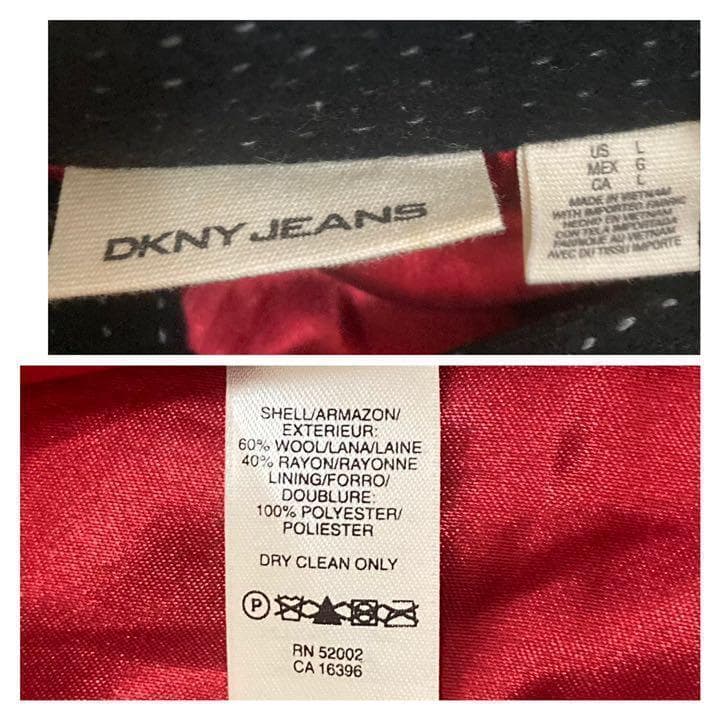 DKNY JEANS
US L
MEX G
CA L
MADE IN VIETNAM
WITH IMPORTED FABRIC
HECHO EN VIETNAM
CON TELA IMPORTADA
FABRIQUE AU VIETNAM
AVEC DU TISSU IMPORTE
SHELL/ARMAZON/
EXTERIEUR:
60% WOOL/LANA/LAINE
40% RAYON/RAYONNE
LINING/FORRO/
DOUBLURE:
100% POLYESTER/
POLIESTER
DRY CLEAN ONLY
P
RN 52002
CA 16396